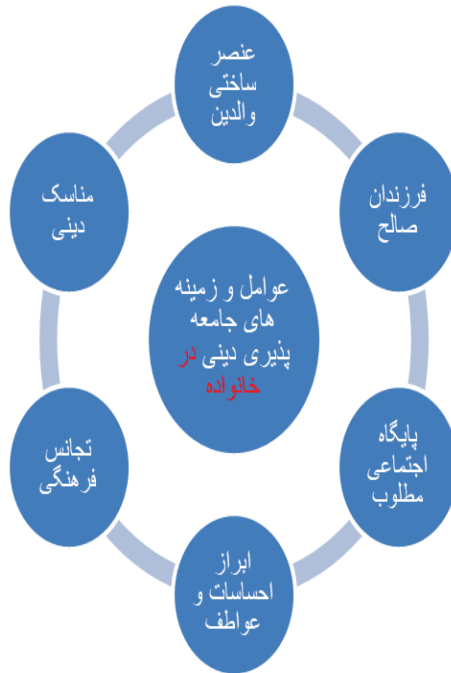 عنصر
ساختی
والدین
فرزندان
صالح
پایگاه
اجتماعی
مطلوب
ابراز
احساسات و
عواطف
تجانس
فرهنگی
مناسک
دینی
عوامل و زمینه
های جامعه
پذیری دینی در
خانواده